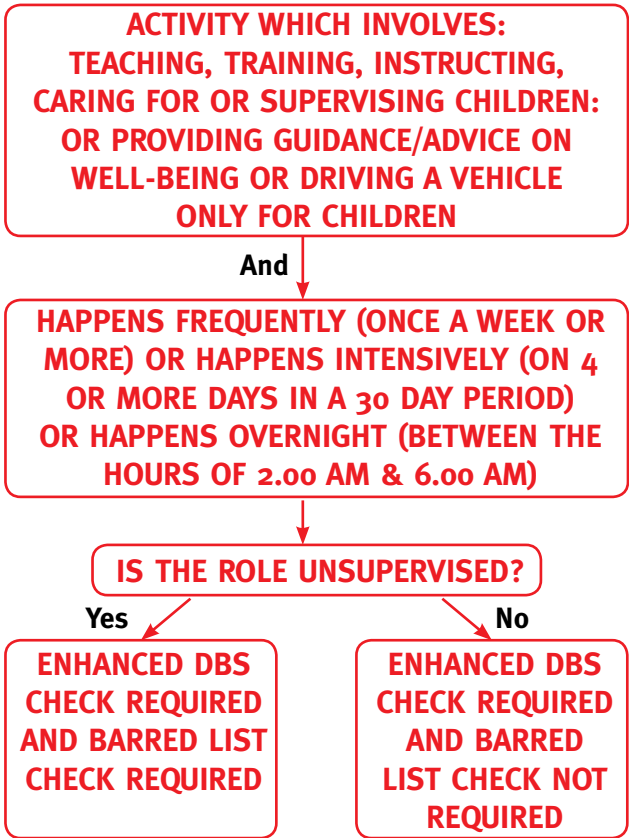 ACTIVITY WHICH INVOLVES:
TEACHING, TRAINING, INSTRUCTING,
CARING FOR OR SUPERVISING CHILDREN:
OR PROVIDING GUIDANCE/ADVICE ON
WELL-BEING OR DRIVING A VEHICLE
ONLY FOR CHILDREN
And
HAPPENS FREQUENTLY (ONCE A WEEK OR
MORE) OR HAPPENS INTENSIVELY (ON 4
OR MORE DAYS IN A 30 DAY PERIOD)
OR HAPPENS OVERNIGHT (BETWEEN THE
HOURS OF 2.00 AM & 6.00 AM)
IS THE ROLE UNSUPERVISED?
Yes
ENHANCED DBS
CHECK REQUIRED
AND BARRED LIST
CHECK REQUIRED
No
ENHANCED DBS
CHECK REQUIRED
AND BARRED
LIST CHECK NOT
REQUIRED